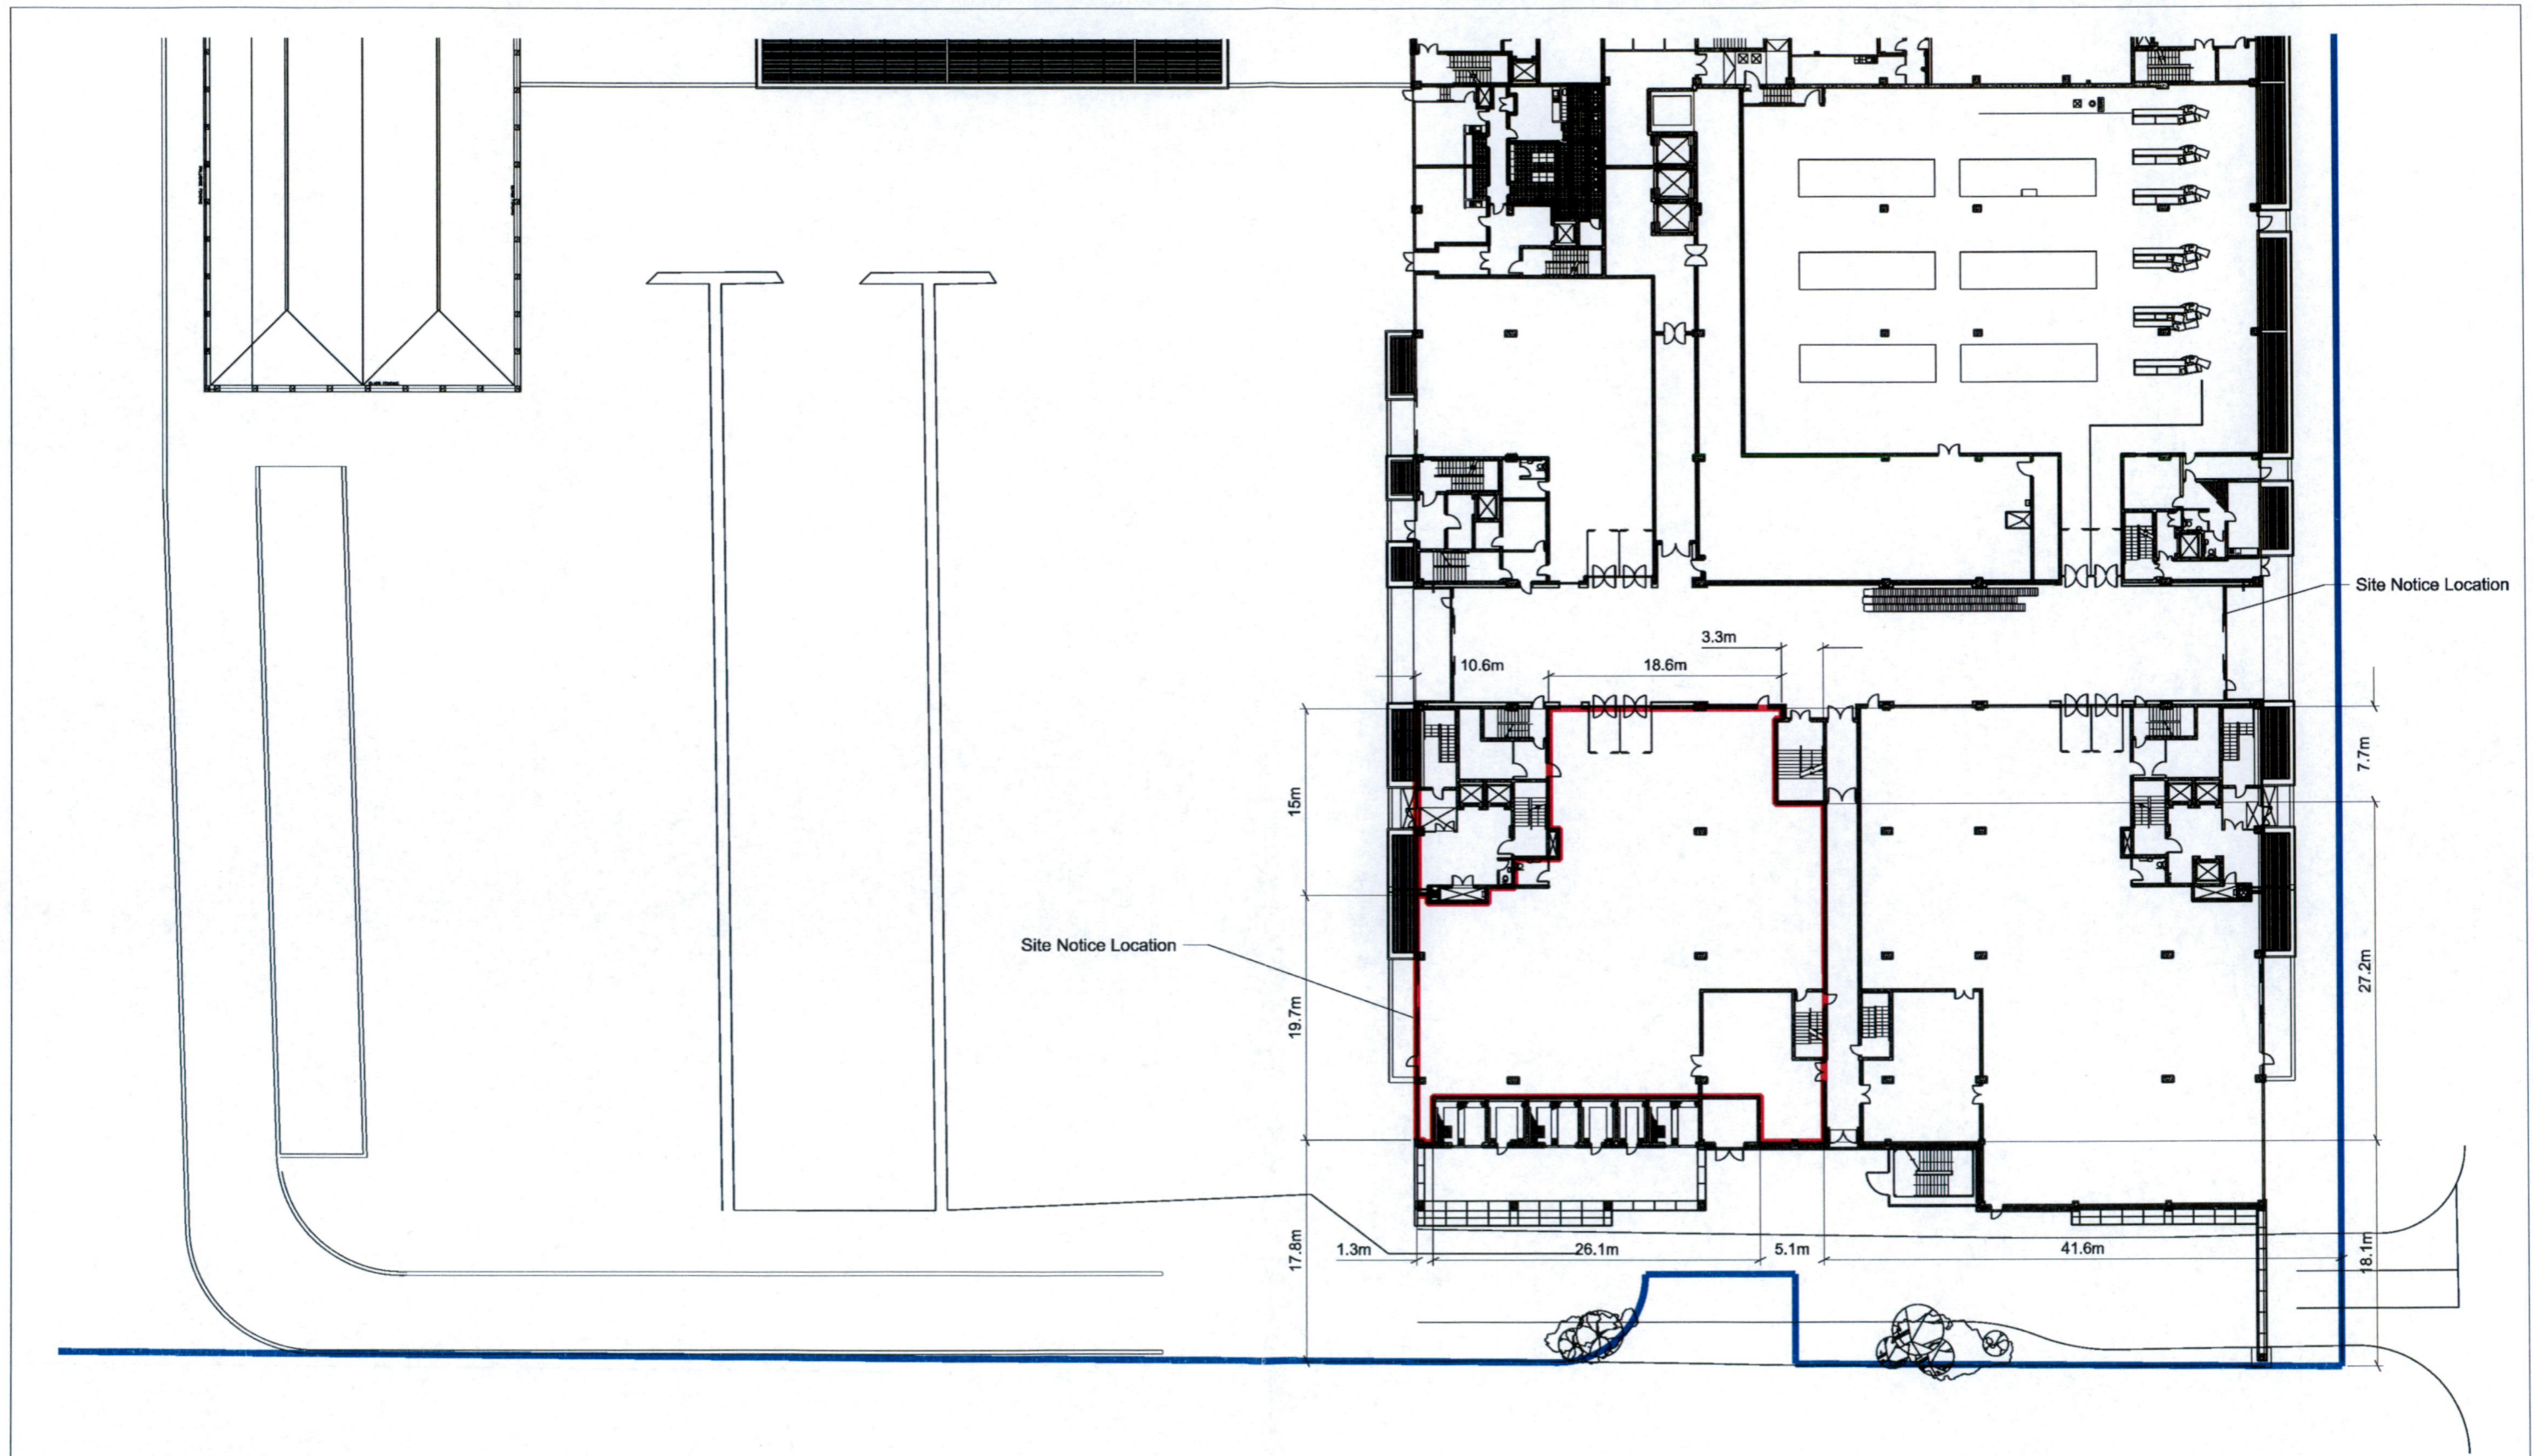 Site Notice Location
3.3m
10.6m
18.6m
7.7m
15m
Site Notice Location
27.2m
19.7m
17.8m
1.3m
26.1m
5.1m
41.6m
18.1m